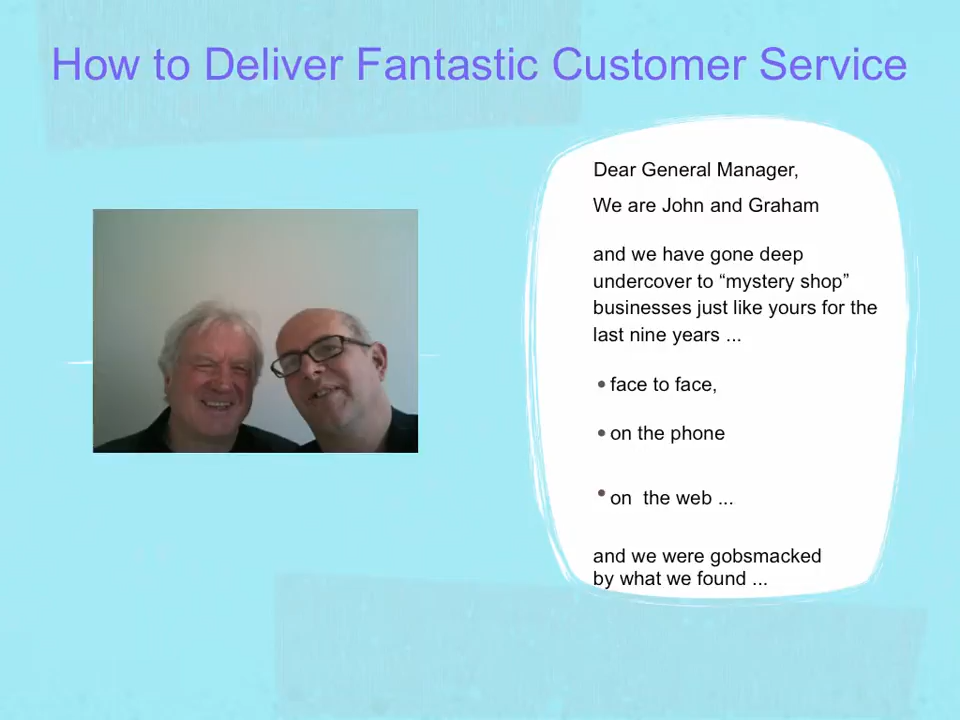 How to Deliver Fantastic Customer Service
Dear General Manager,
We are John and Graham
and we have gone deep
undercover to “mystery shop”
businesses just like yours for the
last nine years ...
• face to face,
• on the phone
• on  the web ...
and we were gobsmacked
by what we found ...